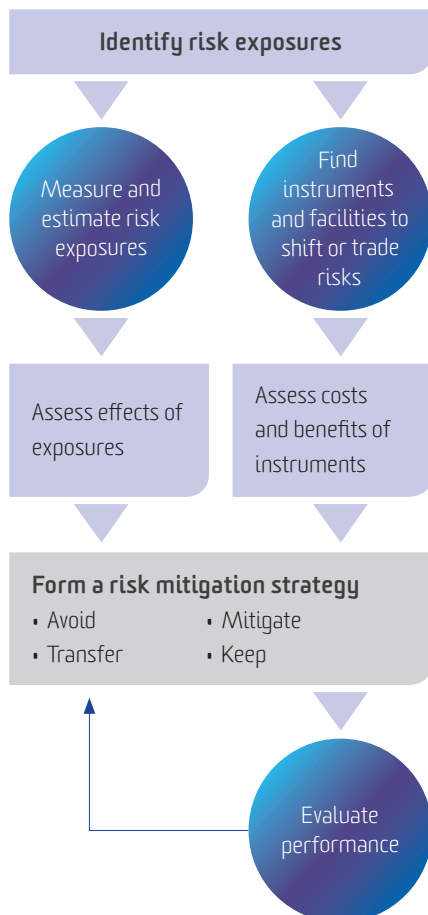 Identify risk exposures
Measure and
estimate risk
exposures
Find
instruments
and facilities to
shift or trade
risks
Assess effects of
exposures
Assess costs
and benefits of
instruments
Form a risk mitigation strategy
• Avoid
• Mitigate
• Transfer
• Keep
Evaluate
performance